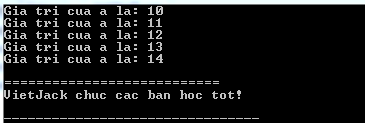 Gia tri cua a la: 10
Gia tri cua a la: 11
Gia tri cua a la: 12
Gia tri cua a la: 13
Gia tri cua a la: 14
===========================
VietJack chuc cac ban hoc tot!
--------------------------------